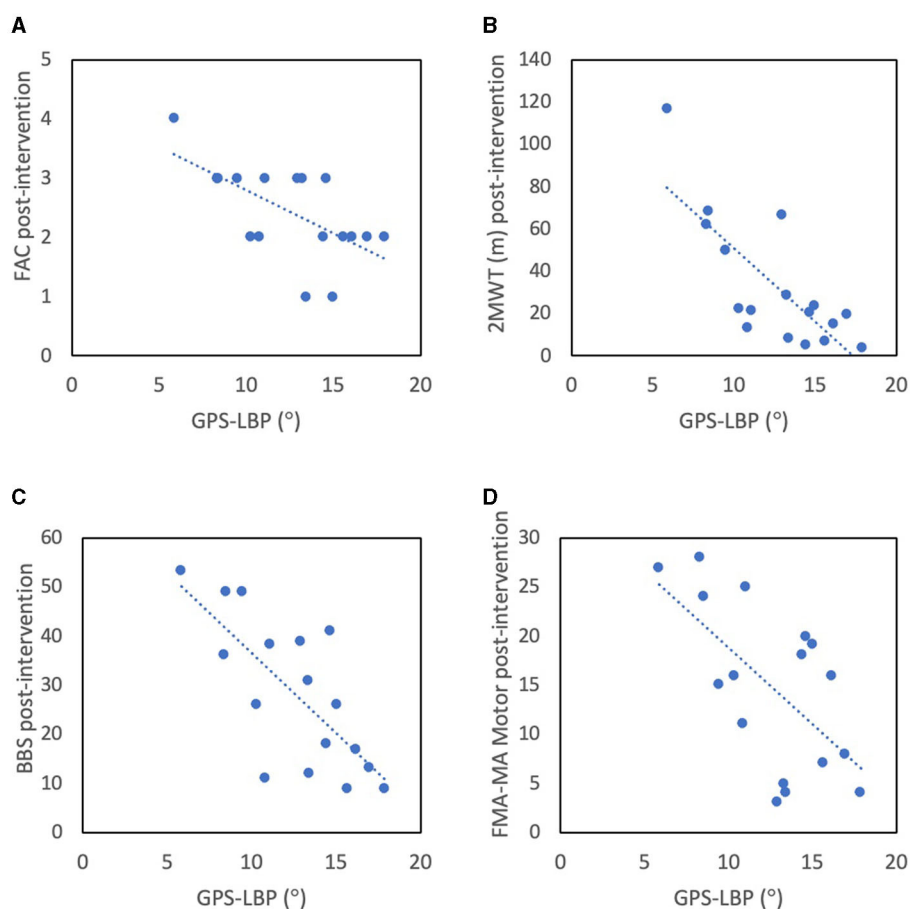 A
FAC post-intervention
5
4
3
2
1
0
0 5 10 15 20
GPS-LBP (°)
B
2MWT (m) post-intervention
140
120
100
80
60
40
20
0
0 5 10 15 20
GPS-LBP (°)
C
BBS post-intervention
60
50
40
30
20
10
0
0 5 10 15 20
GPS-LBP (°)
D
FMA-MA Motor post-intervention
30
25
20
15
10
5
0
0 5 10 15 20
GPS-LBP (°)